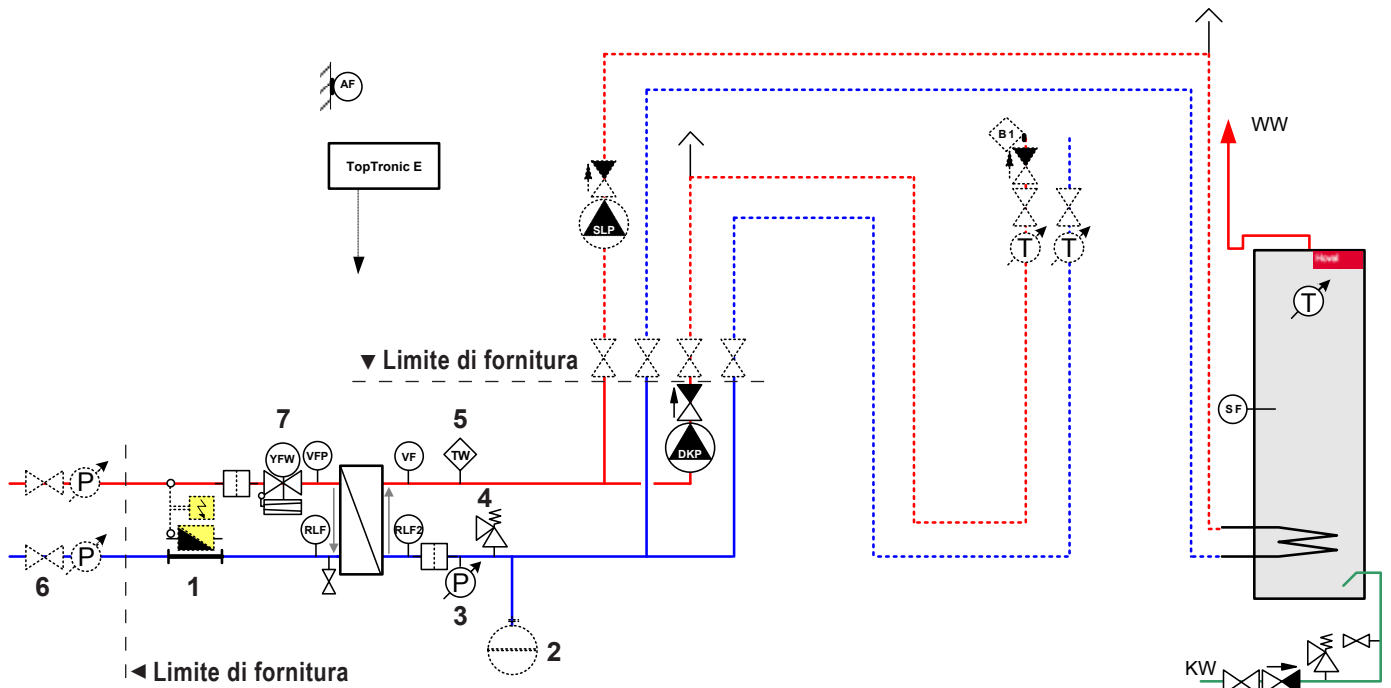 AF
WW
B 1
TopTronic E
SLP
T
T
Hoval
T
▼ Limite di fornitura
SF
7
5
YFW
VFP
VF
TW
DKP
4
P
RLF
RLF2
P
P
6
1
3
2
◄ Limite di fornitura
KW